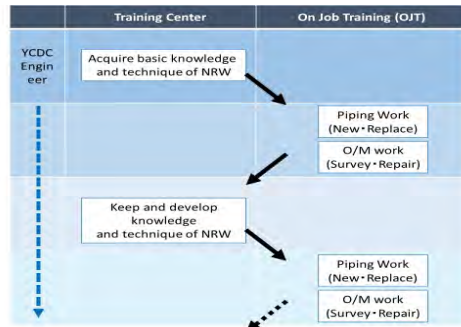 Training Center
On Job Training (OJT)
YCDC
Engin
eer
Acquire basic knowledge
and technique of NRW
Piping Work
(New・Replace)
O/M work
(Survey・Repair)
Keep and develop
knowledge
and technique of NRW
Piping Work
(New・Replace)
O/M work
(Survey・Repair)